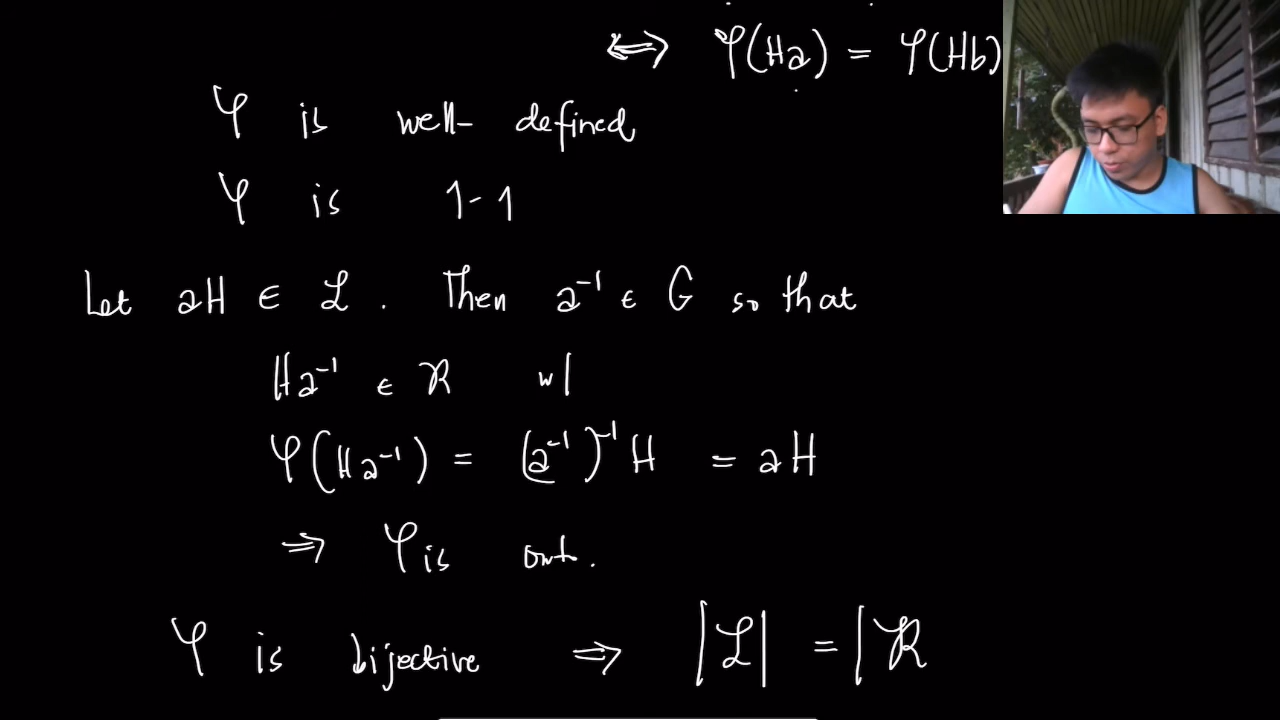 ⟺ φ(Ha) = φ(Hb)
φ is well-defined
φ is 1-1
Let aH ∈ ℒ. Then a⁻¹ ∈ G so that
Ha⁻¹ ∈ ℛ w/
φ(Ha⁻¹) = (a⁻¹)⁻¹H = aH
⇒ φ is onto.
φ is bijective ⇒ |ℒ| = |ℛ